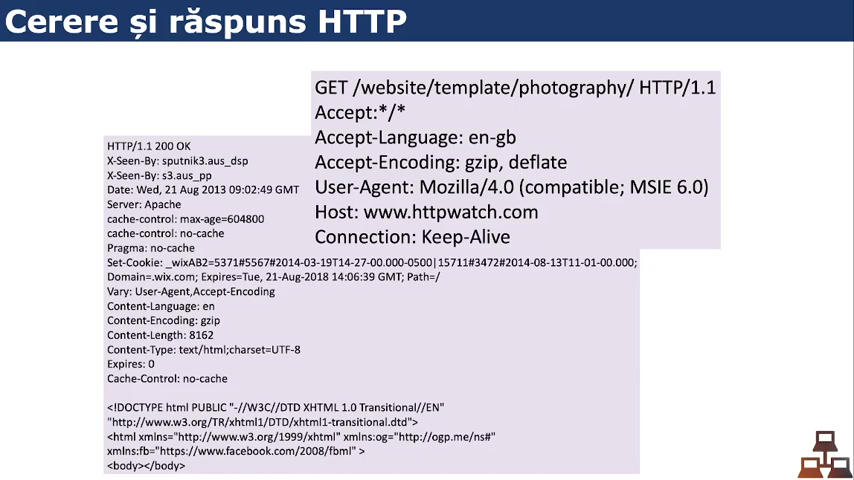 Cerere și răspuns HTTP
GET /website/template/photography/ HTTP/1.1
Accept:*/*
Accept-Language: en-gb
Accept-Encoding: gzip, deflate
User-Agent: Mozilla/4.0 (compatible; MSIE 6.0)
Host: www.httpwatch.com
Connection: Keep-Alive
HTTP/1.1 200 OK
X-Seen-By: sputnik3.aus_dsp
X-Seen-By: s3.aus_pp
Date: Wed, 21 Aug 2013 09:02:49 GMT
Server: Apache
cache-control: max-age=604800
cache-control: no-cache
Pragma: no-cache
Set-Cookie: _wixAB2=5371#5567#2014-03-19T14-27-00.000-0500|15711#3472#2014-08-13T11-01-00.000;
Domain=.wix.com; Expires=Tue, 21-Aug-2018 14:06:39 GMT; Path=/
Vary: User-Agent,Accept-Encoding
Content-Language: en
Content-Encoding: gzip
Content-Length: 8162
Content-Type: text/html;charset=UTF-8
Expires: 0
Cache-Control: no-cache
<!DOCTYPE html PUBLIC "-//W3C//DTD XHTML 1.0 Transitional//EN"
"http://www.w3.org/TR/xhtml1/DTD/xhtml1-transitional.dtd">
<html xmlns="http://www.w3.org/1999/xhtml" xmlns:og="http://ogp.me/ns#"
xmlns:fb="https://www.facebook.com/2008/fbml" >
<body></body>